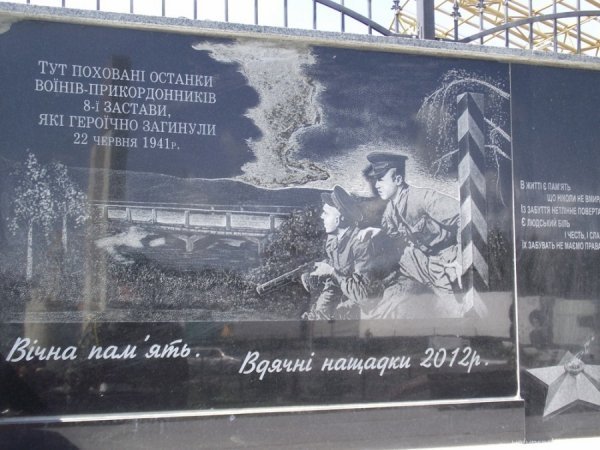 ТУТ ПОХОВАНІ ОСТАНКИ
ВОЇНІВ-ПРИКОРДОННИКІВ
8-ї ЗАСТАВИ,
ЯКІ ГЕРОЇЧНО ЗАГИНУЛИ
22 ЧЕРВНЯ 1941р.
Вічна пам'ять.
Вдячні нащадки 2012р.
В ЖИТТІ Є ПАМ'ЯТЬ
ЩО НІКОЛИ НЕ
ІЗ ЗАБУТТЯ НЕТЛІННЕ
Є ЛЮДСЬКИЙ БІЛЬ
І ЧЕСТЬ, І
ЇХ ЗАБУВАТЬ НЕ МАЄМО ПРАВА